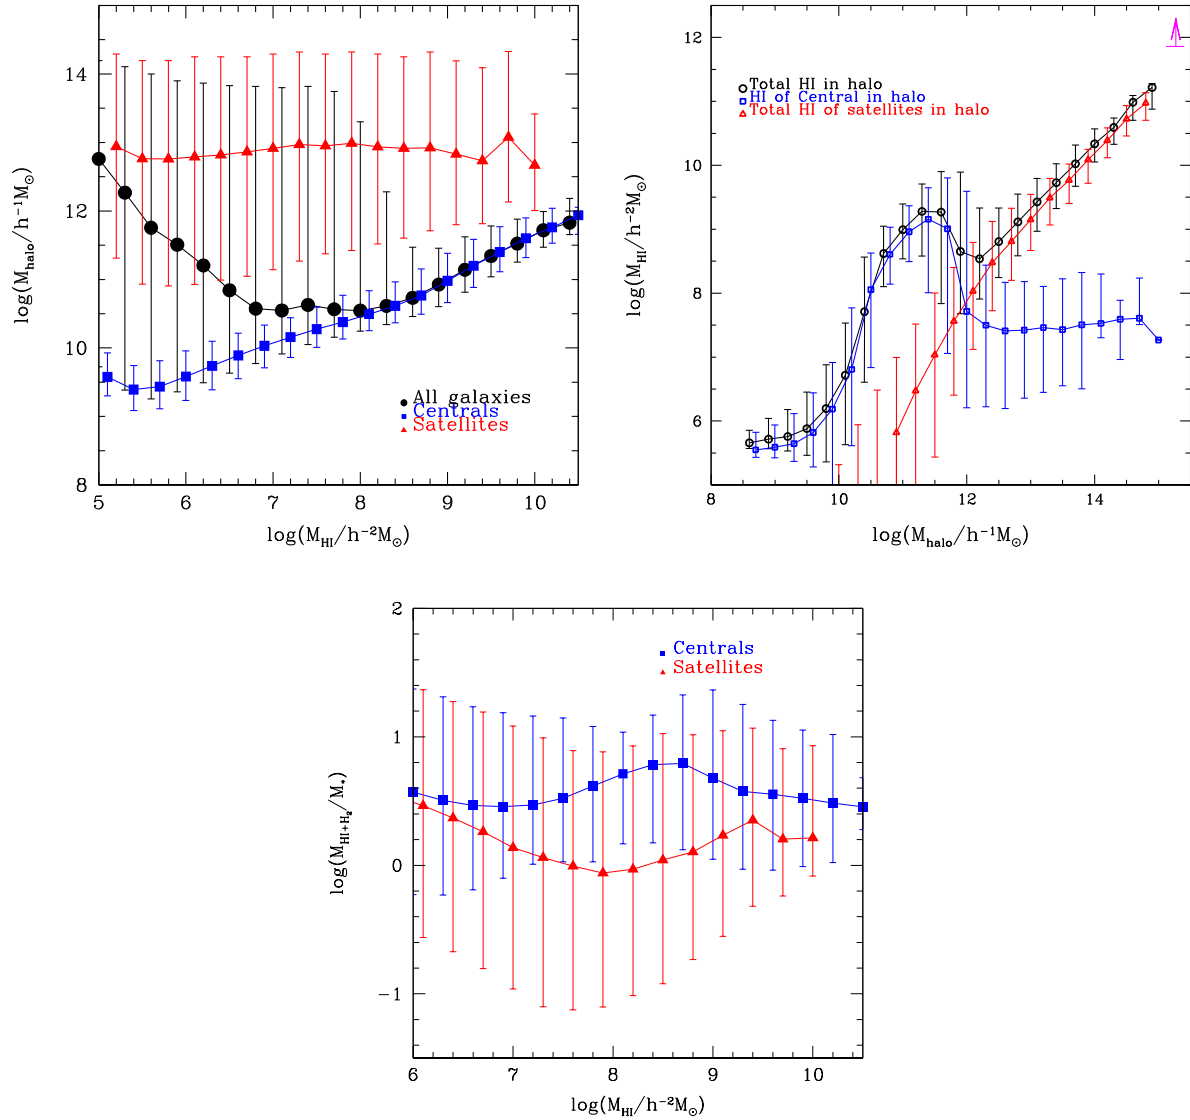 14
12
10
8
5
6
7
8
9
10
log(M_halo/h⁻¹M_⊙)
log(M_HI/h⁻²M_⊙)
All galaxies
Centrals
Satellites
12
10
8
6
8
10
12
14
log(M_HI/h⁻²M_⊙)
log(M_halo/h⁻¹M_⊙)
Total HI in halo
HI of Central in halo
Total HI of satellites in halo
2
1
0
−1
6
7
8
9
10
log(M_HI+H₂/M_*)
log(M_HI/h⁻²M_⊙)
Centrals
Satellites